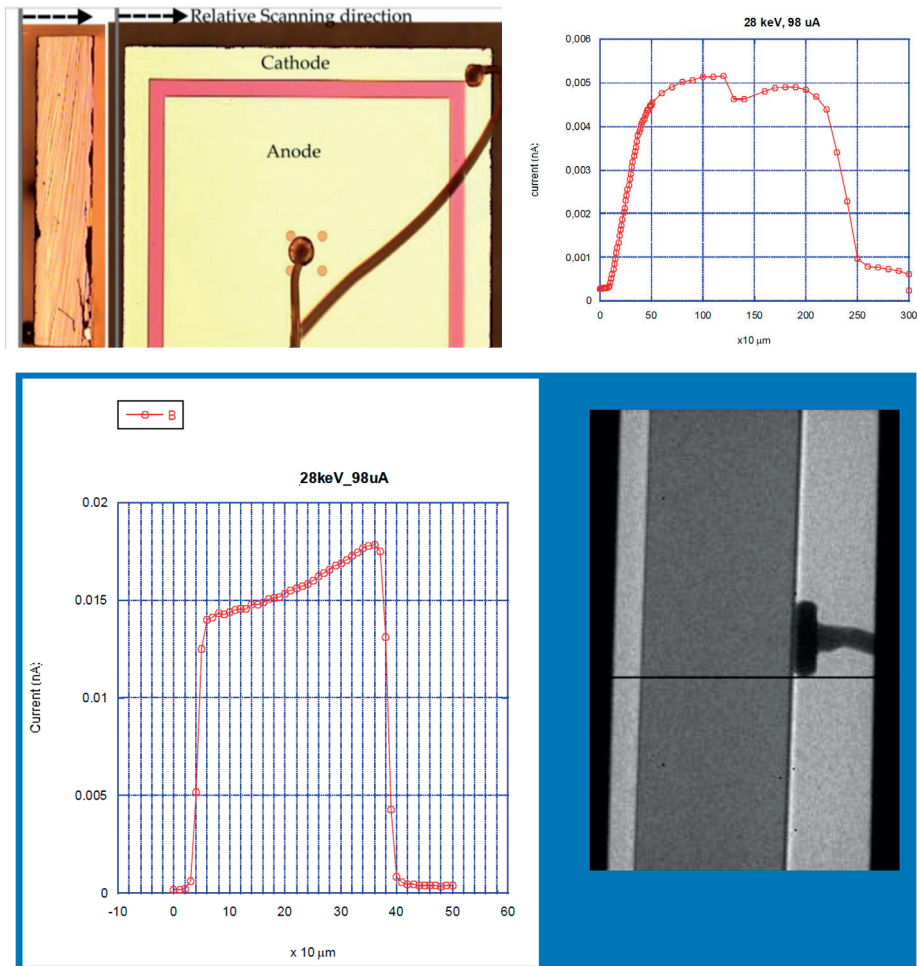 Relative Scanning direction
Cathode
Anode
28 keV, 98 uA
0,006
0,005
0,004
0,003
0,002
0,001
0
current (nA)
0 50 100 150 200 250 300
x10 µm
B
28keV_98uA
0.02
0.015
0.01
0.005
0
Current (nA)
-10 0 10 20 30 40 50 60
x 10 µm